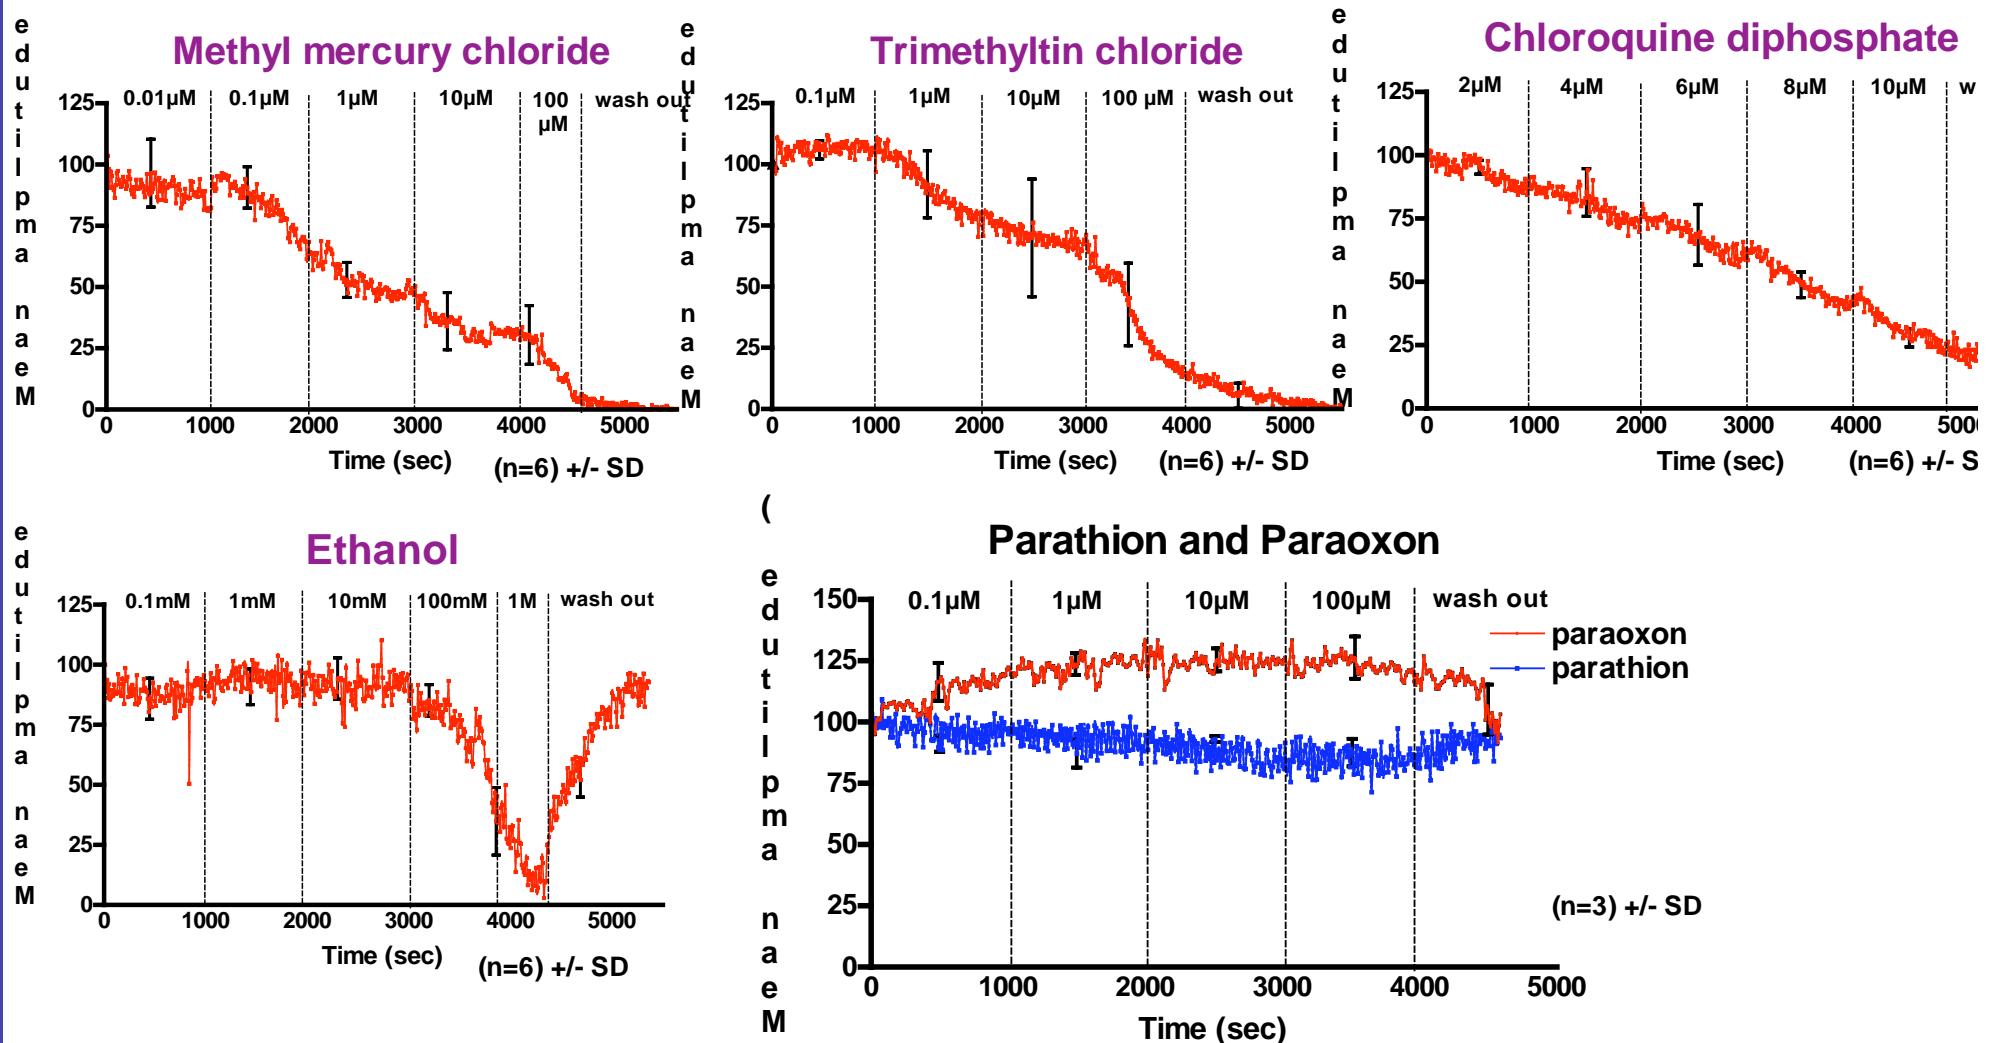 Methyl mercury chloride
Mean amplitude
0.01µM 0.1µM 1µM 10µM 100 µM wash out
125
100
75
50
25
0
0 1000 2000 3000 4000 5000
Time (sec)
(n=6) +/- SD
Trimethyltin chloride
Mean amplitude
0.1µM 1µM 10µM 100 µM wash out
125
100
75
50
25
0
0 1000 2000 3000 4000 5000
Time (sec)
(n=6) +/- SD
Chloroquine diphosphate
Mean amplitude
2µM 4µM 6µM 8µM 10µM w
125
100
75
50
25
0
0 1000 2000 3000 4000 5000
Time (sec)
(n=6) +/- S
Ethanol
Mean amplitude
0.1mM 1mM 10mM 100mM 1M wash out
125
100
75
50
25
0
0 1000 2000 3000 4000 5000
Time (sec)
(n=6) +/- SD
Parathion and Paraoxon
Mean amplitude (
0.1µM 1µM 10µM 100µM wash out
150
125
100
75
50
25
0
0 1000 2000 3000 4000 5000
Time (sec)
paraoxon
parathion
(n=3) +/- SD